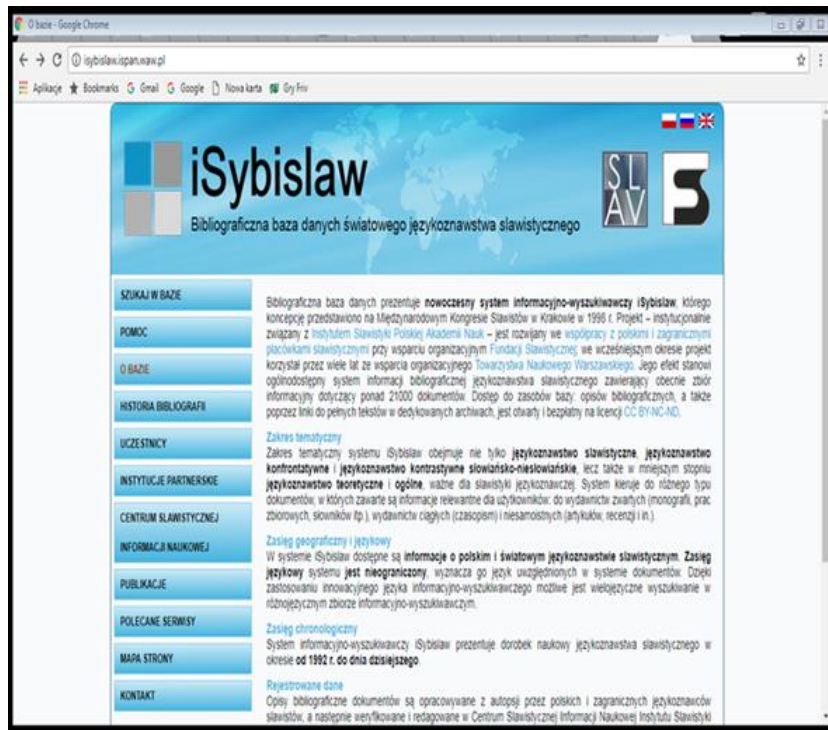 O bazie - Google Chrome
isybislaw.ispan.waw.pl
Aplikacje Bookmarks Gmail Google Nowa karta Gry Friv
iSybislaw
Bibliograficzna baza danych światowego językoznawstwa slawistycznego
SL
AV
SZUKAJ W BAZIE
POMOC
O BAZIE
HISTORIA BIBLIOGRAFII
UCZESTNICY
INSTYTUCJE PARTNERSKIE
CENTRUM SLAWISTYCZNEJ
INFORMACJI NAUKOWEJ
PUBLIKACJE
POLECANE SERWISY
MAPA STRONY
KONTAKT
Bibliograficzna baza danych prezentuje nowoczesny system informacyjno-wyszukiwawczy iSybislaw, którego
koncepcję przedstawiono na Międzynarodowym Kongresie Slawistów w Krakowie w 1998 r. Projekt – instytucjonalnie
związany z Instytutem Slawistyki Polskiej Akademii Nauk – jest rozwijany we współpracy z polskimi i zagranicznymi
placówkami slawistycznymi przy wsparciu organizacyjnym Fundacji Slawistycznej; we wcześniejszym okresie projekt
korzystał przez wiele lat ze wsparcia organizacyjnego Towarzystwa Naukowego Warszawskiego. Jego efekt stanowi
ogólnodostępny system informacji bibliograficznej językoznawstwa slawistycznego zawierający obecnie zbiór
informacyjny dotyczący ponad 21000 dokumentów. Dostęp do zasobów bazy: opisów bibliograficznych, a także
poprzez linki do pełnych tekstów w dedykowanych archiwach, jest otwarty i bezpłatny na licencji CC BY-NC-ND.
Zakres tematyczny
Zakres tematyczny systemu iSybislaw obejmuje nie tylko językoznawstwo slawistyczne, językoznawstwo
konfrontatywne i językoznawstwo kontrastywne słowiańsko-niesłowiańskie, lecz także w mniejszym stopniu
językoznawstwo teoretyczne i ogólne, ważne dla slawistyki językoznawczej. System kieruje do różnego typu
dokumentów, w których zawarte są informacje relewantne dla użytkowników: do wydawnictw zwartych (monografii, prac
zbiorowych, słowników itp.), wydawnictw ciągłych (czasopism) i niesamoistnych (artykułów, recenzji i in.).
Zasięg geograficzny i językowy
W systemie iSybislaw dostępne są informacje o polskim i światowym językoznawstwie slawistycznym. Zasięg
językowy systemu jest nieograniczony, wyznacza go język uwzględnionych w systemie dokumentów. Dzięki
zastosowaniu innowacyjnego języka informacyjno-wyszukiwawczego możliwe jest wielojęzyczne wyszukiwanie w
różnojęzycznym zbiorze informacyjno-wyszukiwawczym.
Zasięg chronologiczny
System informacyjno-wyszukiwawczy iSybislaw prezentuje dorobek naukowy językoznawstwa slawistycznego w
okresie od 1992 r. do dnia dzisiejszego.
Rejestrowane dane
Opisy bibliograficzne dokumentów są opracowywane z autopsji przez polskich i zagranicznych językoznawców
slawistów, a następnie weryfikowane i redagowane w Centrum Slawistycznej Informacji Naukowej Instytutu Slawistyki